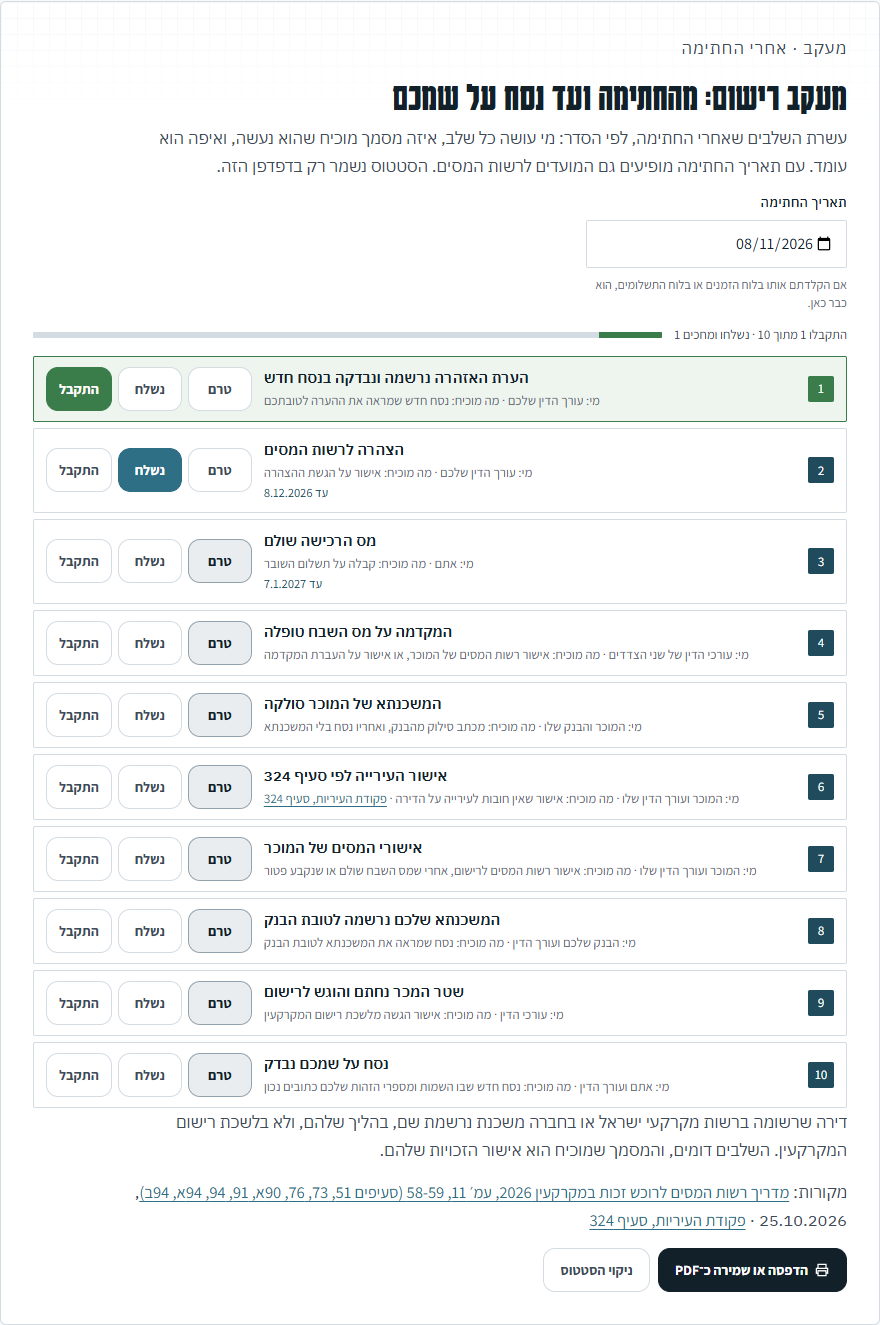 מעקב · אחרי החתימה
מעקב רישום: מהחתימה ועד נסח על שמכם
עשרת השלבים שאחרי החתימה, לפי הסדר: מי עושה כל שלב, איזה מסמך מוכיח שהוא נעשה, ואיפה הוא
עומד. עם תאריך החתימה מופיעים גם המועדים לרשות המסים. הסטטוס נשמר רק בדפדפן הזה.
תאריך החתימה
08/11/2026
אם הקלדתם אותו בלוח הזמנים או בלוח התשלומים, הוא
כבר כאן.
התקבלו 1 מתוך 10 · נשלחו ומחכים 1
1
הערת האזהרה נרשמה ונבדקה בנסח חדש
מי: עורך הדין שלכם · מה מוכיח: נסח חדש שמראה את ההערה לטובתכם
טרם
נשלח
התקבל
2
הצהרה לרשות המסים
מי: עורך הדין שלכם · מה מוכיח: אישור על הגשת ההצהרה
עד 8.12.2026
טרם
נשלח
התקבל
3
מס הרכישה שולם
מי: אתם · מה מוכיח: קבלה על תשלום השובר
עד 7.1.2027
טרם
נשלח
התקבל
4
המקדמה על מס השבח טופלה
מי: עורכי הדין של שני הצדדים · מה מוכיח: אישור רשות המסים של המוכר, או אישור על העברת המקדמה
טרם
נשלח
התקבל
5
המשכנתא של המוכר סולקה
מי: המוכר והבנק שלו · מה מוכיח: מכתב סילוק מהבנק, ואחריו נסח בלי המשכנתא
טרם
נשלח
התקבל
6
אישור העירייה לפי סעיף 324
מי: המוכר ועורך הדין שלו · מה מוכיח: אישור שאין חובות לעירייה על הדירה · פקודת העיריות, סעיף 324
טרם
נשלח
התקבל
7
אישורי המסים של המוכר
מי: המוכר ועורך הדין שלו · מה מוכיח: אישור רשות המסים לרישום, אחרי שמס השבח שולם או שנקבע פטור
טרם
נשלח
התקבל
8
המשכנתא שלכם נרשמה לטובת הבנק
מי: הבנק שלכם ועורך הדין · מה מוכיח: נסח שמראה את המשכנתא לטובת הבנק
טרם
נשלח
התקבל
9
שטר המכר נחתם והוגש לרישום
מי: עורכי הדין · מה מוכיח: אישור הגשה מלשכת רישום המקרקעין
טרם
נשלח
התקבל
10
נסח על שמכם נבדק
מי: אתם ועורך הדין · מה מוכיח: נסח חדש שבו השמות ומספרי הזהות שלכם כתובים נכון
טרם
נשלח
התקבל
דירה שרשומה ברשות מקרקעי ישראל או בחברה משכנת נרשמת שם, בהליך שלהם, ולא בלשכת רישום
המקרקעין. השלבים דומים, והמסמך שמוכיח הוא אישור הזכויות שלהם.
מקורות: מדריך רשות המסים לרוכש זכות במקרקעין 2026, עמ׳ 11, 58-59 (סעיפים 51, 73, 76, 90א, 91, 94, 94א, 94ב),
25.10.2026 · פקודת העיריות, סעיף 324
הדפסה או שמירה כ־PDF
ניקוי הסטטוס